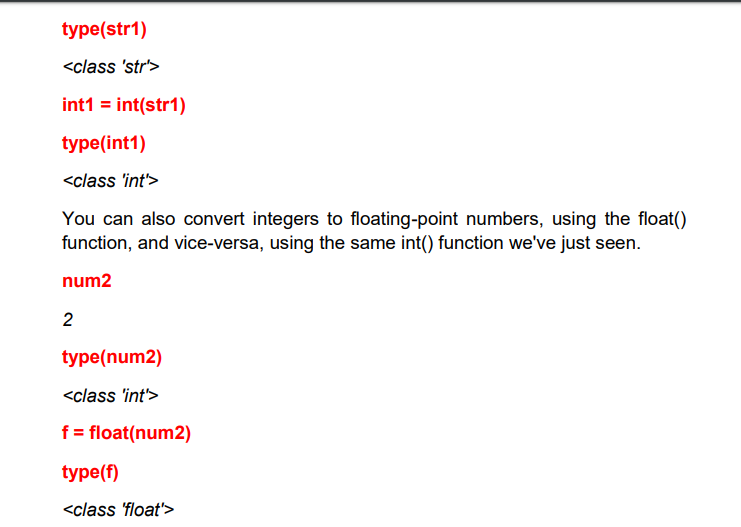 type(str1)
<class 'str'>
int1 = int(str1)
type(int1)
<class 'int'>
You can also convert integers to floating-point numbers, using the float()
function, and vice-versa, using the same int() function we've just seen.
num2
2
type(num2)
<class 'int'>
f = float(num2)
type(f)
<class 'float'>